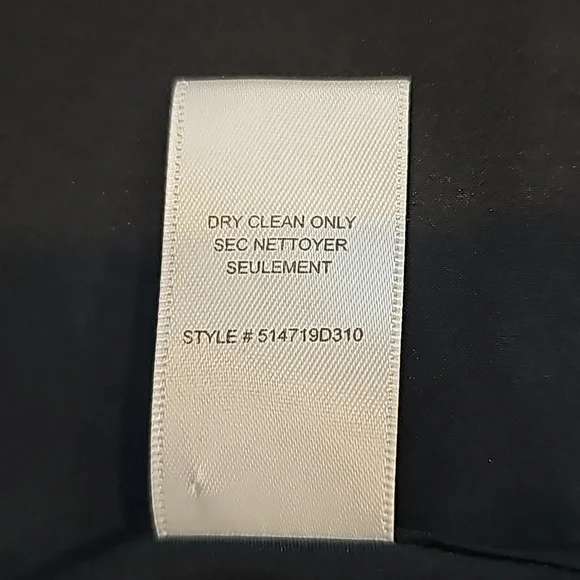 DRY CLEAN ONLY
SEC NETTOYER
SEULEMENT
STYLE # 514719D310